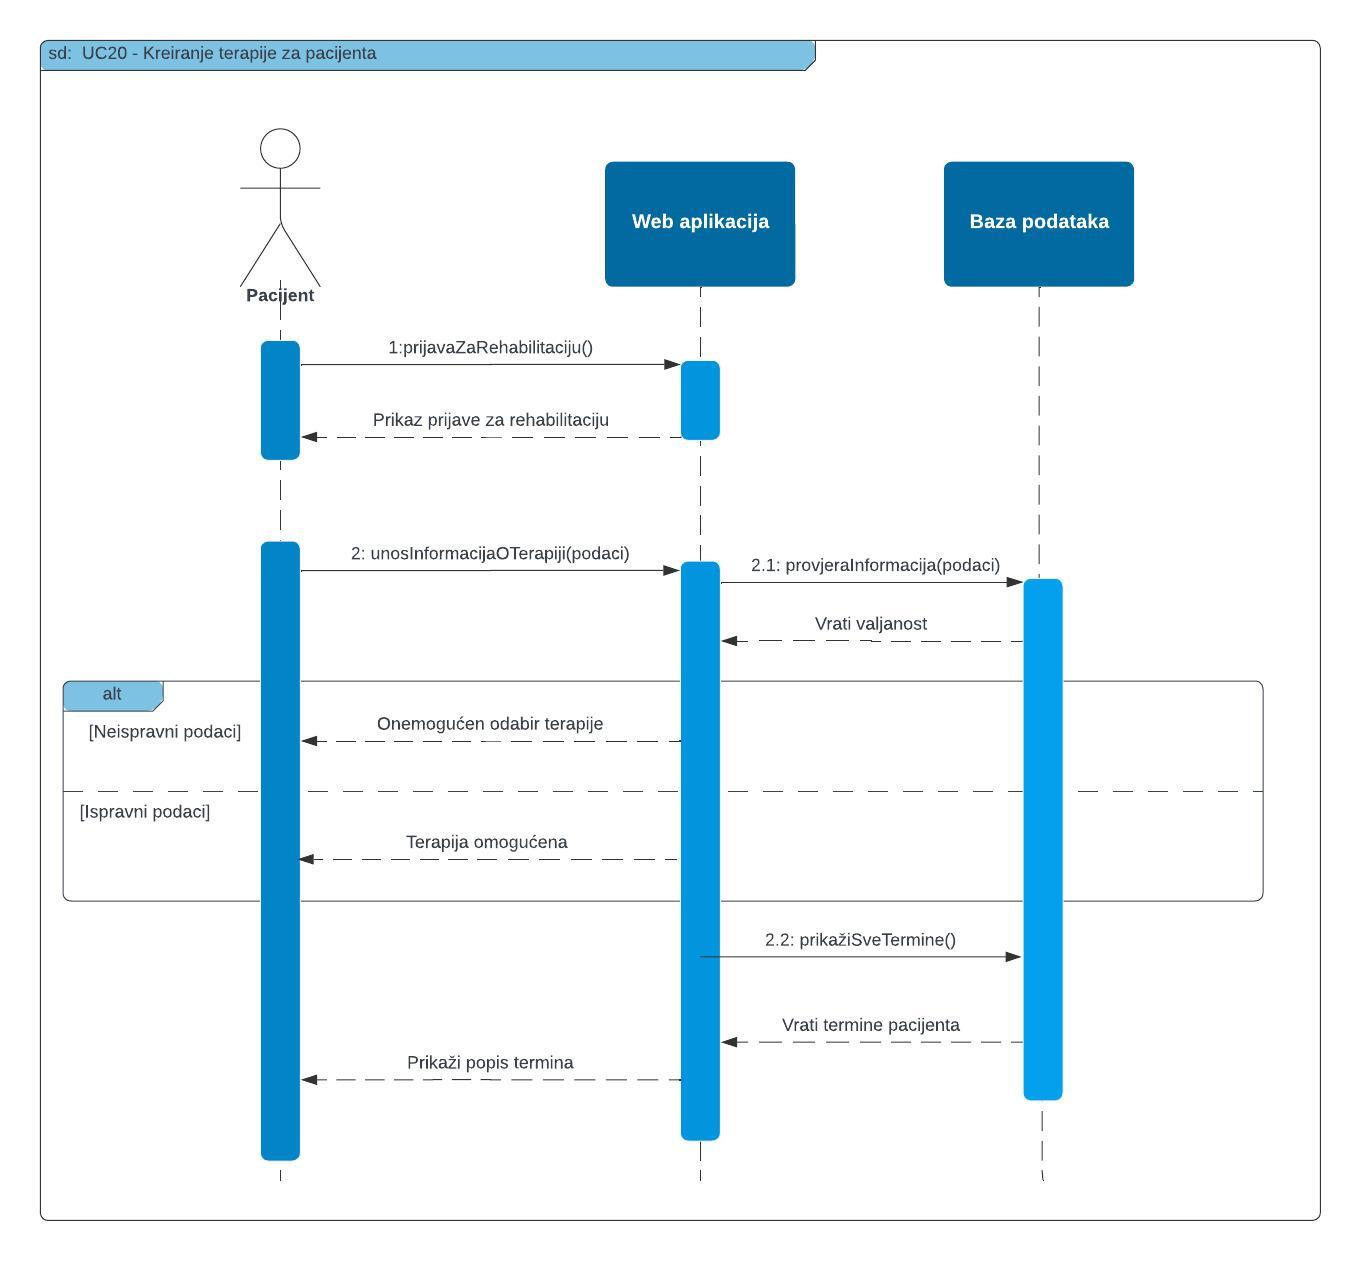 sd:  UC20 - Kreiranje terapije za pacijenta
Pacijent
Web aplikacija
Baza podataka
1:prijavaZaRehabilitaciju()
Prikaz prijave za rehabilitaciju
2: unosInformacijaOTerapiji(podaci)
2.1: provjeraInformacija(podaci)
Vrati valjanost
alt
[Neispravni podaci]
Onemogućen odabir terapije
[Ispravni podaci]
Terapija omogućena
2.2: prikažiSveTermine()
Vrati termine pacijenta
Prikaži popis termina